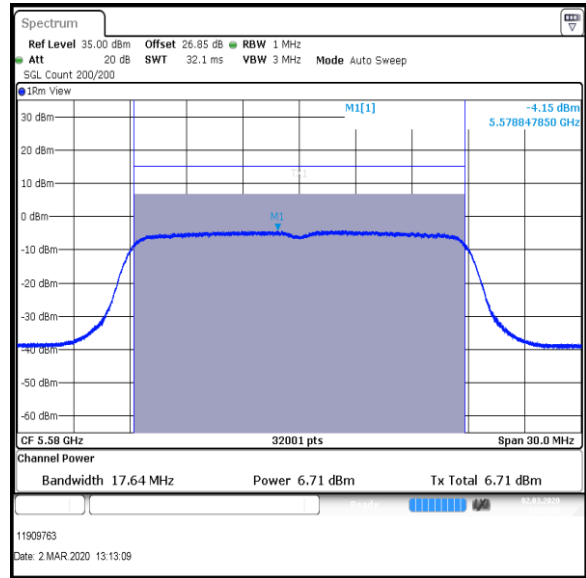 Spectrum
Ref Level 35.00 dBm Offset 26.85 dB RBW 1 MHz
Att 20 dB SWT 32.1 ms VBW 3 MHz Mode Auto Sweep
SGL Count 200/200
1Rm View
M1[1] -4.15 dBm
5.578847850 GHz
30 dBm
20 dBm
10 dBm
0 dBm
M1
-10 dBm
-20 dBm
-30 dBm
-40 dBm
-50 dBm
-60 dBm
CF 5.58 GHz 32001 pts Span 30.0 MHz
Channel Power
Bandwidth 17.64 MHz Power 6.71 dBm Tx Total 6.71 dBm
Ready 02.03.2020
11909763
Date: 2.MAR.2020 13:13:09